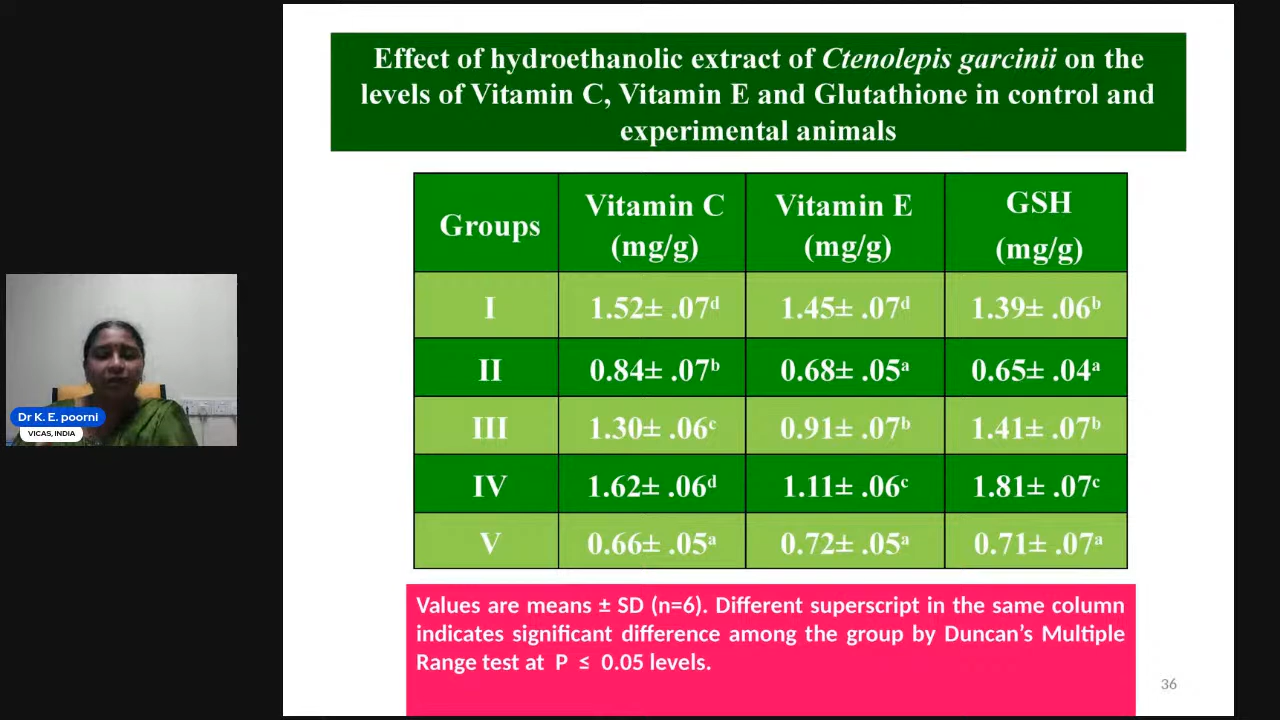 Effect of hydroethanolic extract of Ctenolepis garcinii on the
levels of Vitamin C, Vitamin E and Glutathione in control and
experimental animals
Groups Vitamin C (mg/g) Vitamin E (mg/g) GSH (mg/g)
I 1.52± .07ᵈ 1.45± .07ᵈ 1.39± .06ᵇ
II 0.84± .07ᵇ 0.68± .05ᵃ 0.65± .04ᵃ
III 1.30± .06ᶜ 0.91± .07ᵇ 1.41± .07ᵇ
IV 1.62± .06ᵈ 1.11± .06ᶜ 1.81± .07ᶜ
V 0.66± .05ᵃ 0.72± .05ᵃ 0.71± .07ᵃ
Values are means ± SD (n=6). Different superscript in the same column
indicates significant difference among the group by Duncan’s Multiple
Range test at P ≤ 0.05 levels.
36
Dr K. E. poorni
VICAS, INDIA